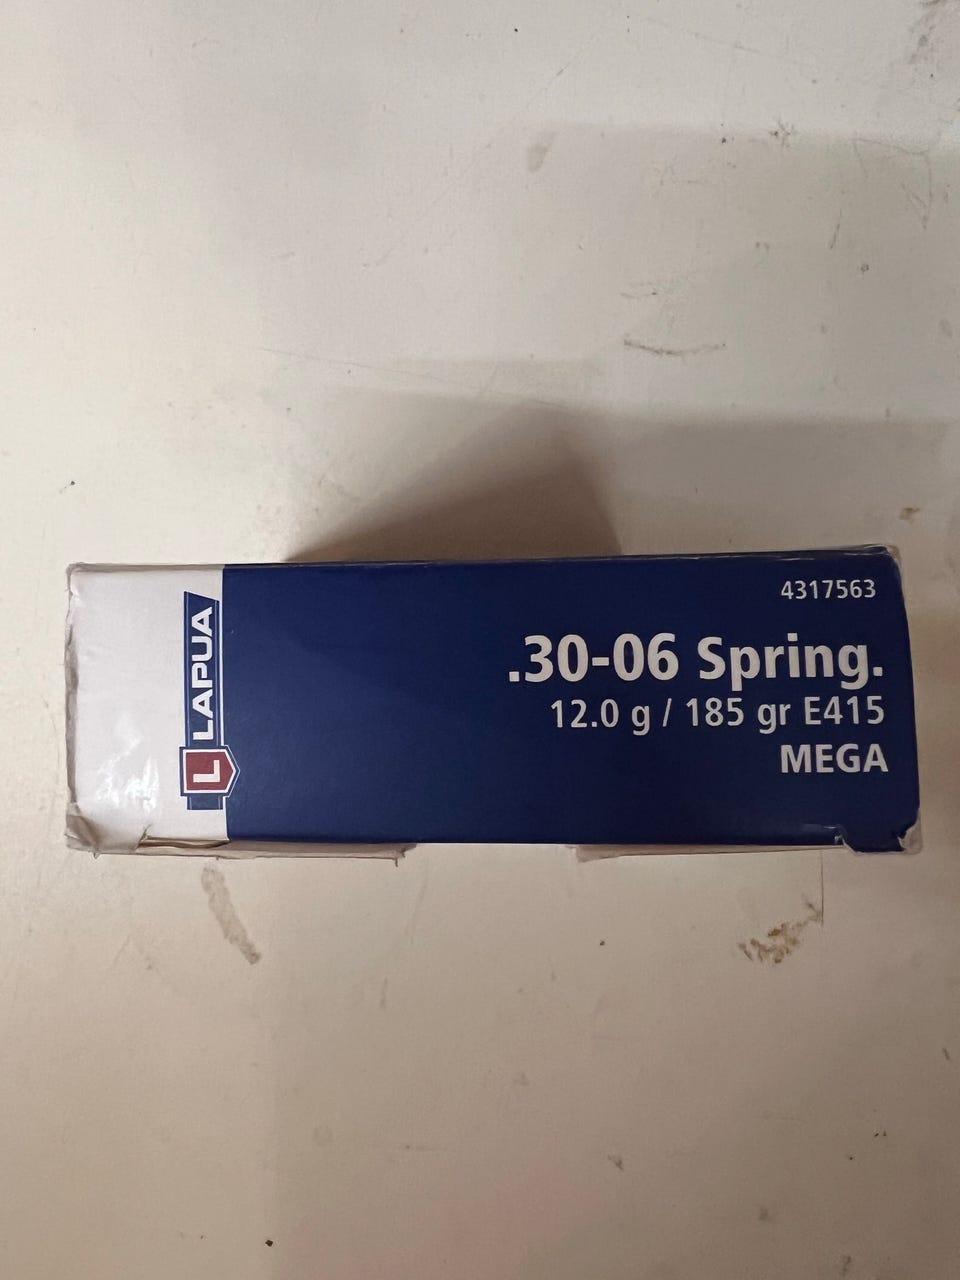 4317563
.30-06 Spring.
12.0 g / 185 gr E415
MEGA
L LAPUA